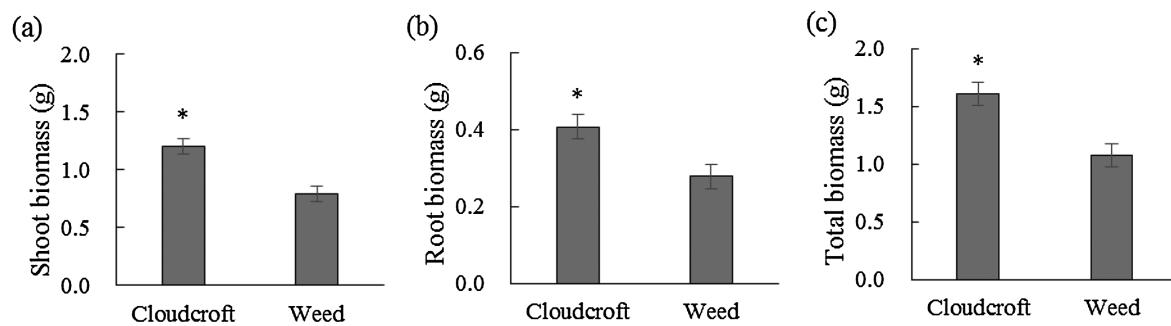 (a)
Shoot biomass (g)
2.0
1.5
1.0
0.5
0.0
*
Cloudcroft Weed
(b)
Root biomass (g)
0.6
0.4
0.2
0.0
*
Cloudcroft Weed
(c)
Total biomass (g)
2.0
1.5
1.0
0.5
0.0
*
Cloudcroft Weed